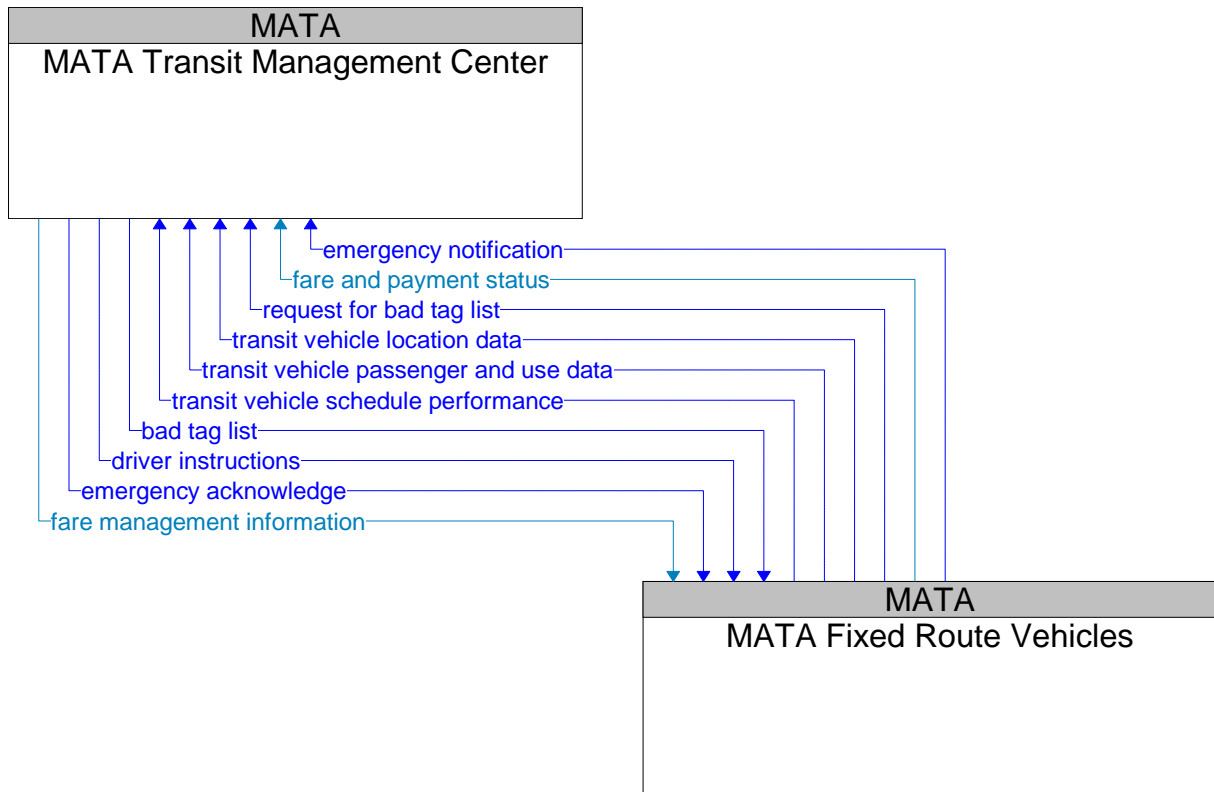 MATA
MATA Transit Management Center
emergency notification
fare and payment status
request for bad tag list
transit vehicle location data
transit vehicle passenger and use data
transit vehicle schedule performance
bad tag list
driver instructions
emergency acknowledge
fare management information
MATA
MATA Fixed Route Vehicles